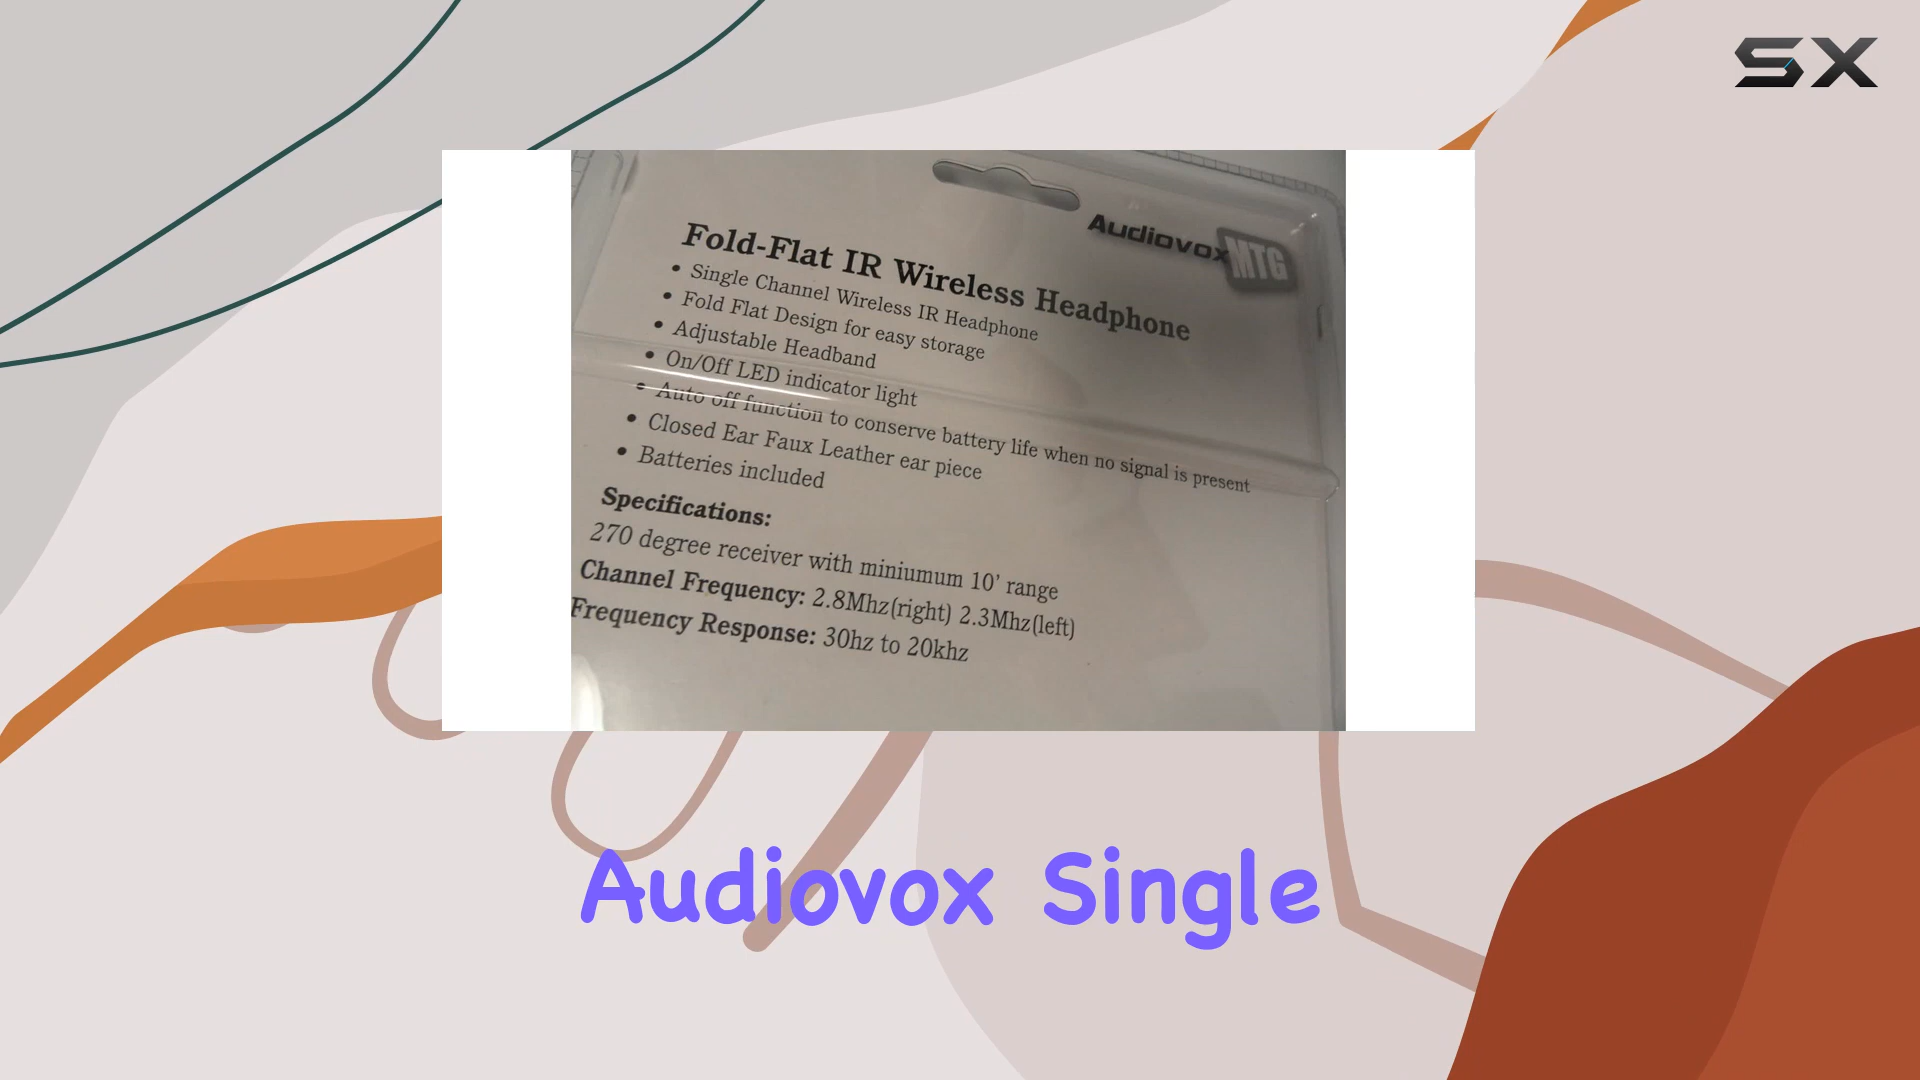 SX
Audiovox MTG
Fold-Flat IR Wireless Headphone
• Single Channel Wireless IR Headphone
• Fold Flat Design for easy storage
• Adjustable Headband
• On/Off LED indicator light
• Auto off function to conserve battery life when no signal is present
• Closed Ear Faux Leather ear piece
• Batteries included
Specifications:
270 degree receiver with miniumum 10' range
Channel Frequency: 2.8Mhz(right) 2.3Mhz(left)
Frequency Response: 30hz to 20khz
Audiovox Single